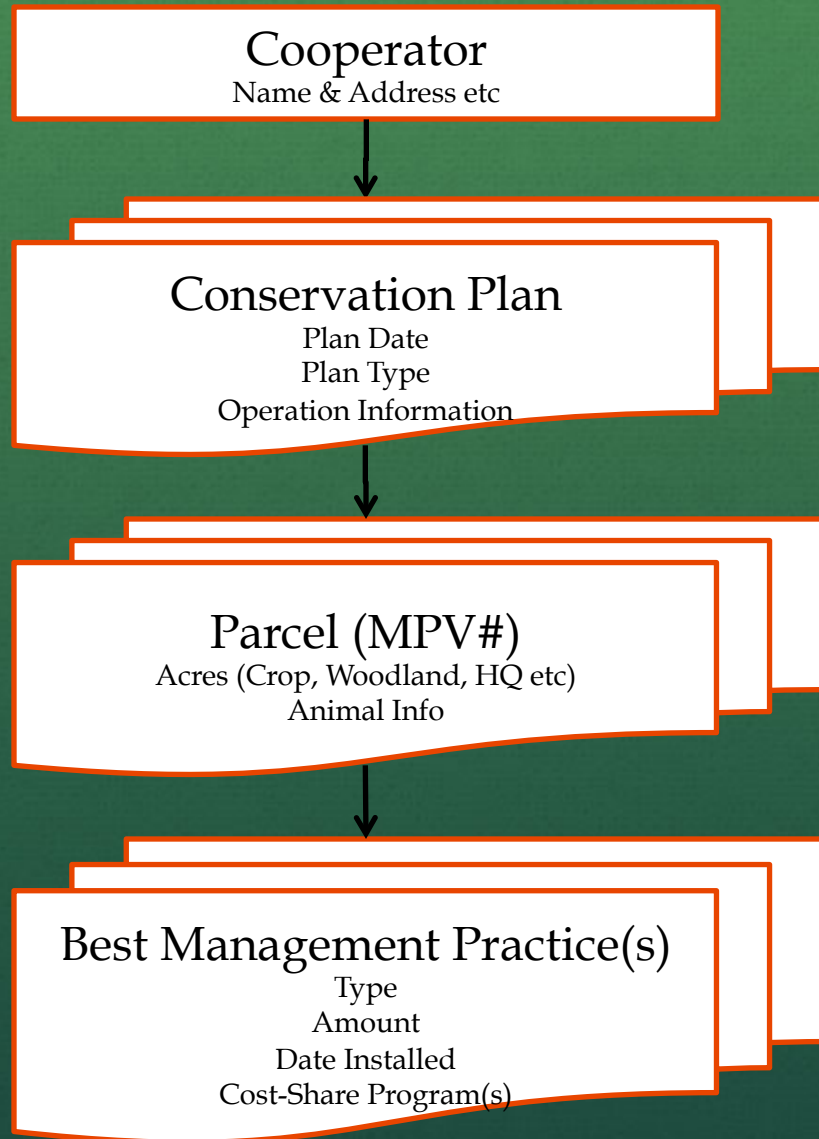 Cooperator
Name & Address etc
Conservation Plan
Plan Date
Plan Type
Operation Information
Parcel (MPV#)
Acres (Crop, Woodland, HQ etc)
Animal Info
Best Management Practice(s)
Type
Amount
Date Installed
Cost-Share Program(s)